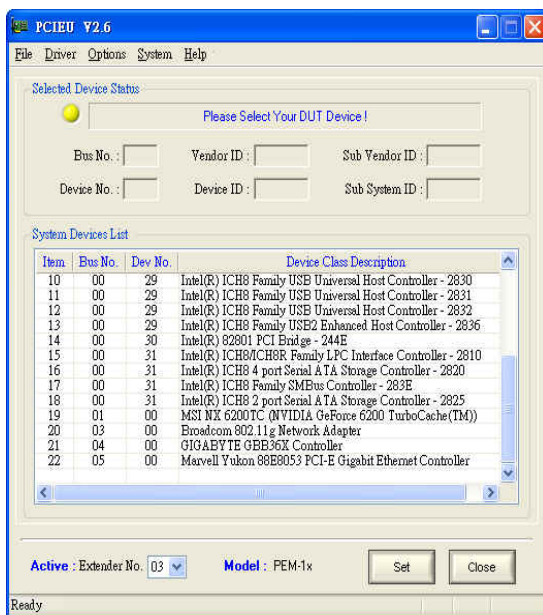 PCIEU V2.6
File Driver Options System Help
Selected Device Status
Please Select Your DUT Device !
Bus No. : Vendor ID : Sub Vendor ID :
Device No. : Device ID : Sub System ID :
System Devices List
Item Bus No. Dev No. Device Class Description
10 00 29 Intel(R) ICH8 Family USB Universal Host Controller - 2830
11 00 29 Intel(R) ICH8 Family USB Universal Host Controller - 2831
12 00 29 Intel(R) ICH8 Family USB Universal Host Controller - 2832
13 00 29 Intel(R) ICH8 Family USB2 Enhanced Host Controller - 2836
14 00 30 Intel(R) 82801 PCI Bridge - 244E
15 00 31 Intel(R) ICH8/ICH8R Family LPC Interface Controller - 2810
16 00 31 Intel(R) ICH8 4 port Serial ATA Storage Controller - 2820
17 00 31 Intel(R) ICH8 Family SMBus Controller - 283E
18 00 31 Intel(R) ICH8 2 port Serial ATA Storage Controller - 2825
19 01 00 MSI NX 6200TC (NVIDIA GeForce 6200 TurboCache(TM))
20 03 00 Broadcom 802.11g Network Adapter
21 04 00 GIGABYTE GBB36X Controller
22 05 00 Marvell Yukon 88E8053 PCI-E Gigabit Ethernet Controller
Active : Extender No. 03 Model : PEM-1x Set Close
Ready